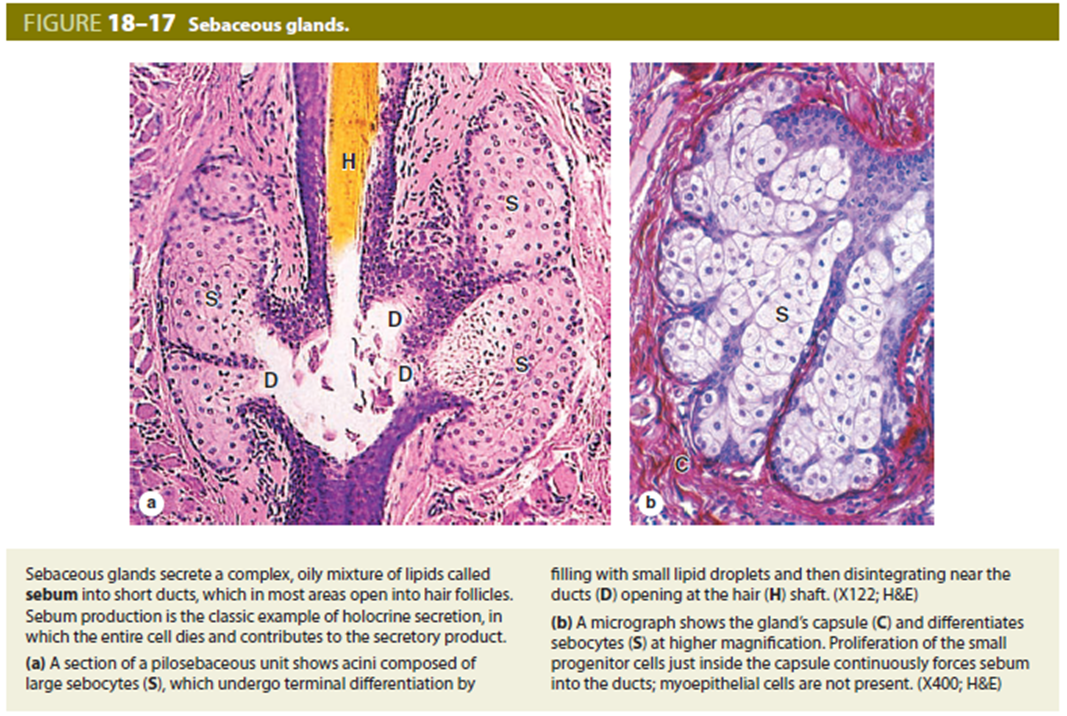 FIGURE 18–17 Sebaceous glands.
H
S
S
D
S
D
D
a
S
C
b
Sebaceous glands secrete a complex, oily mixture of lipids called
sebum into short ducts, which in most areas open into hair follicles.
Sebum production is the classic example of holocrine secretion, in
which the entire cell dies and contributes to the secretory product.
(a) A section of a pilosebaceous unit shows acini composed of
large sebocytes (S), which undergo terminal differentiation by
filling with small lipid droplets and then disintegrating near the
ducts (D) opening at the hair (H) shaft. (X122; H&E)
(b) A micrograph shows the gland's capsule (C) and differentiates
sebocytes (S) at higher magnification. Proliferation of the small
progenitor cells just inside the capsule continuously forces sebum
into the ducts; myoepithelial cells are not present. (X400; H&E)